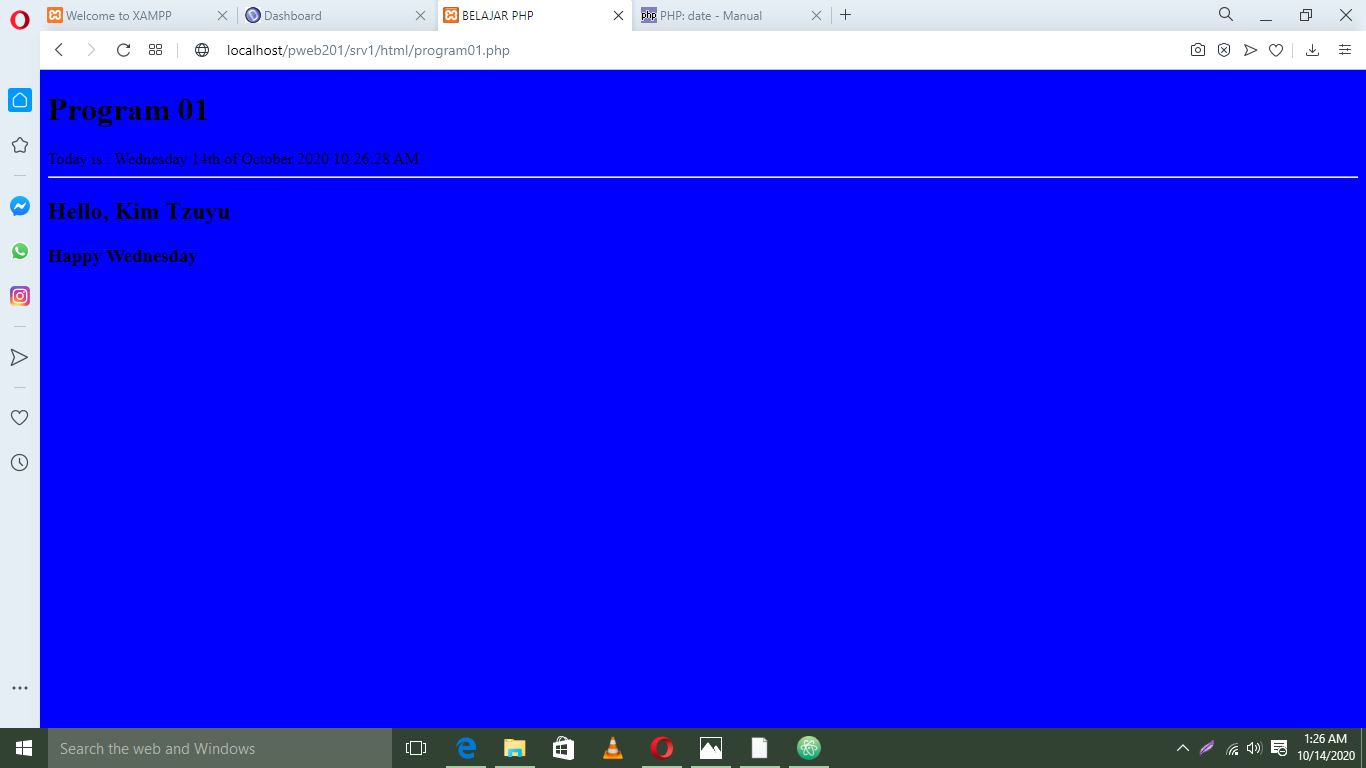 Welcome to XAMPP
Dashboard
BELAJAR PHP
php PHP: date - Manual
localhost/pweb201/srv1/html/program01.php
Program 01
Today is : Wednesday 14th of October 2020 10:26:28 AM
Hello, Kim Tzuyu
Happy Wednesday
Search the web and Windows
1:26 AM
10/14/2020